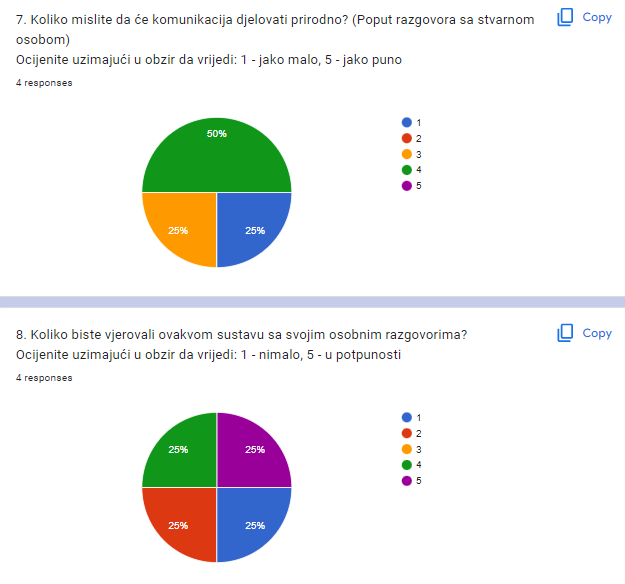 7. Koliko mislite da će komunikacija djelovati prirodno? (Poput razgovora sa stvarnom
osobom)
Copy
Ocijenite uzimajući u obzir da vrijedi: 1 - jako malo, 5 - jako puno
4 responses
50%
25%
25%
1
2
3
4
5
8. Koliko biste vjerovali ovakvom sustavu sa svojim osobnim razgovorima?
Copy
Ocijenite uzimajući u obzir da vrijedi: 1 - nimalo, 5 - u potpunosti
4 responses
25%
25%
25%
25%
1
2
3
4
5